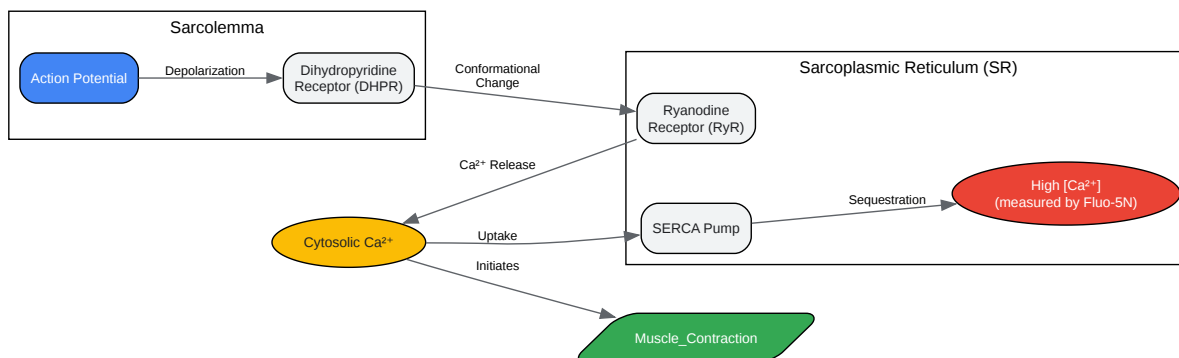 Sarcolemma
Action Potential
Depolarization
Dihydropyridine
Receptor (DHPR)
Conformational
Change
Sarcoplasmic Reticulum (SR)
Ryanodine
Receptor (RyR)
Ca²⁺ Release
High [Ca²⁺]
(measured by Fluo-5N)
Sequestration
SERCA Pump
Cytosolic Ca²⁺
Uptake
Initiates
Muscle_Contraction